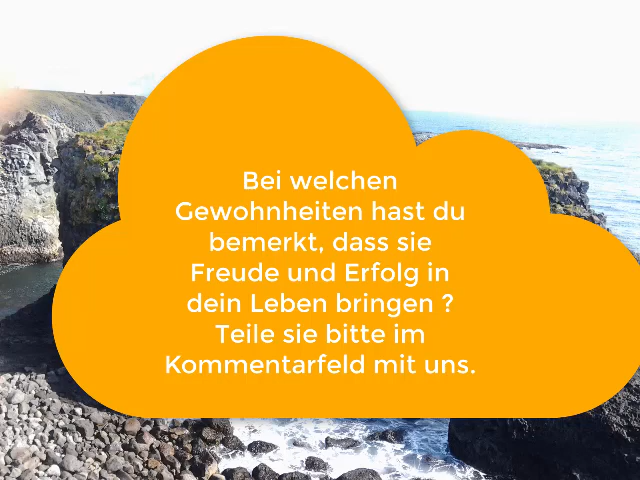 Bei welchen
Gewohnheiten hast du
bemerkt, dass sie
Freude und Erfolg in
dein Leben bringen ?
Teile sie bitte im
Kommentarfeld mit uns.